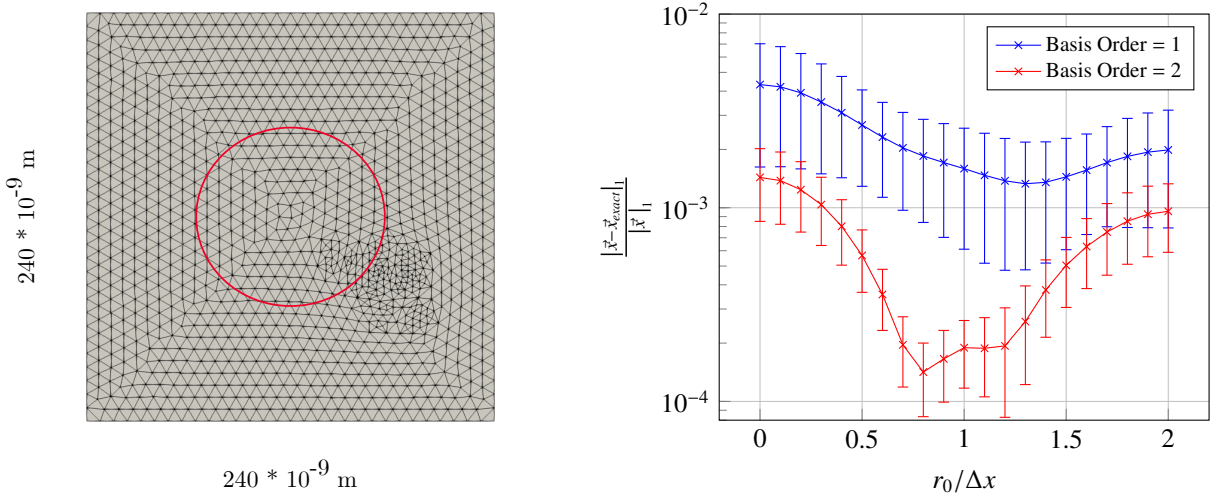 240 * 10^-9 m
240 * 10^-9 m
10^-2
10^-3
10^-4
|x⃗−x⃗_exact|_1
|x⃗|_1
Basis Order = 1
Basis Order = 2
0 0.5 1 1.5 2
r_0/Δx